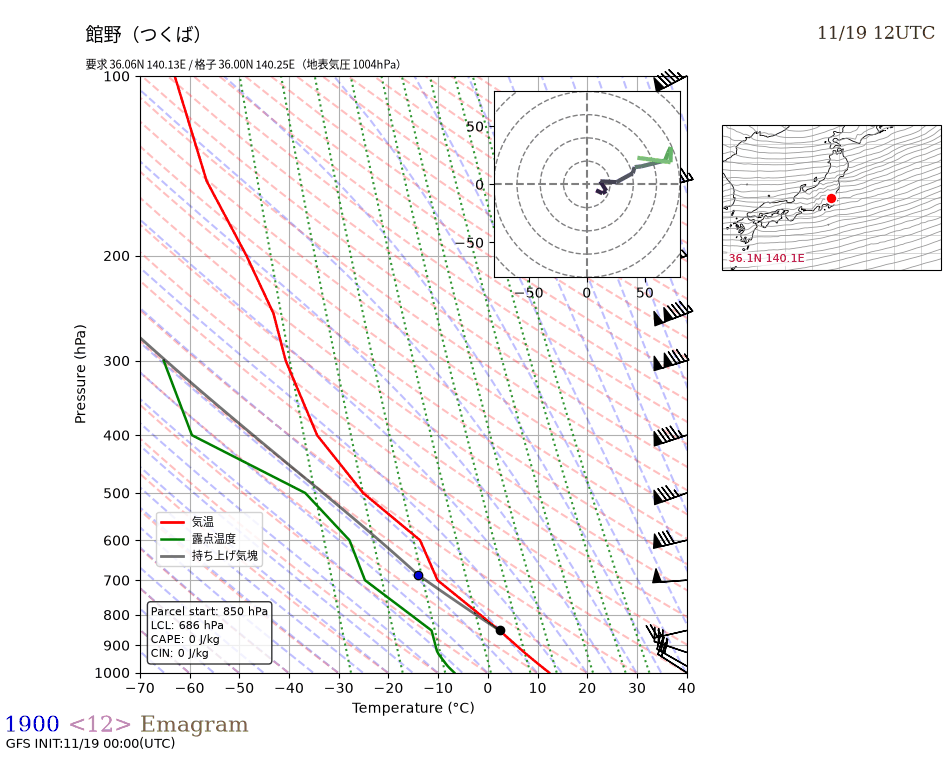 館野（つくば）
11/19 12UTC
要求 36.06N 140.13E / 格子 36.00N 140.25E（地表気圧 1004hPa）
100
200
300
400
500
600
700
800
900
1000
Pressure (hPa)
50
0
−50
−50 0 50
36.1N 140.1E
気温
露点温度
持ち上げ気塊
Parcel start: 850 hPa
LCL: 686 hPa
CAPE: 0 J/kg
CIN: 0 J/kg
−70 −60 −50 −40 −30 −20 −10 0 10 20 30 40
Temperature (°C)
1900 <12> Emagram
GFS INIT:11/19 00:00(UTC)